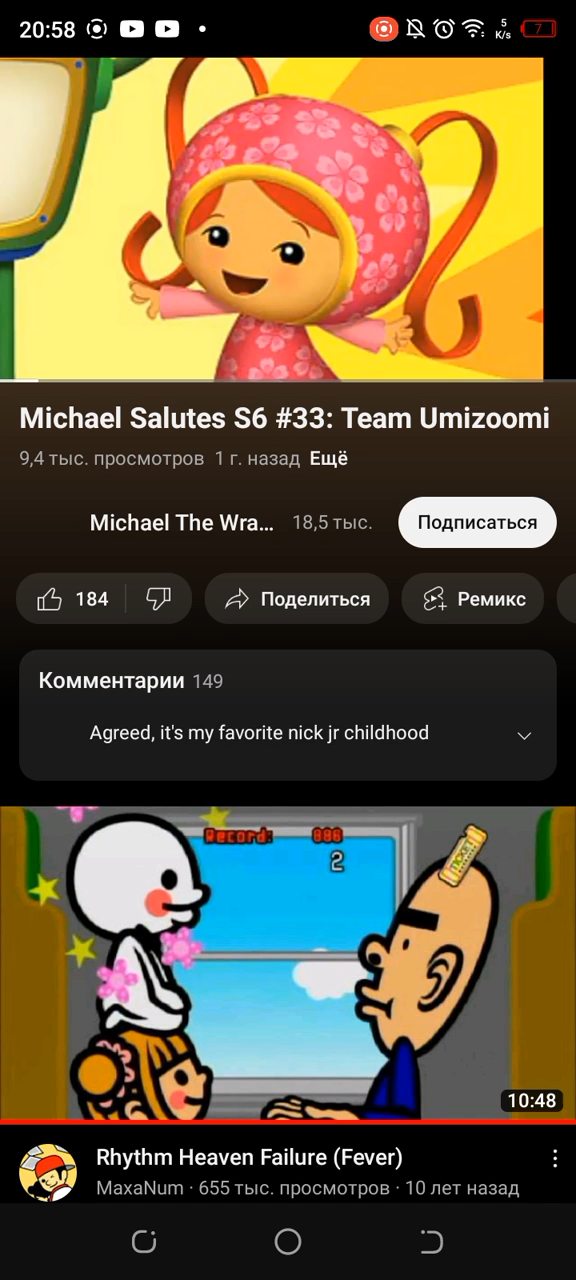 20:58
5
K/s
7
Michael Salutes S6 #33: Team Umizoomi
9,4 тыс. просмотров 1 г. назад Ещё
Michael The Wra... 18,5 тыс. Подписаться
184 Поделиться Ремикс
Комментарии 149
Agreed, it's my favorite nick jr childhood
Record: 886
2
TICKET
10:48
Rhythm Heaven Failure (Fever)
MaxaNum · 655 тыс. просмотров · 10 лет назад